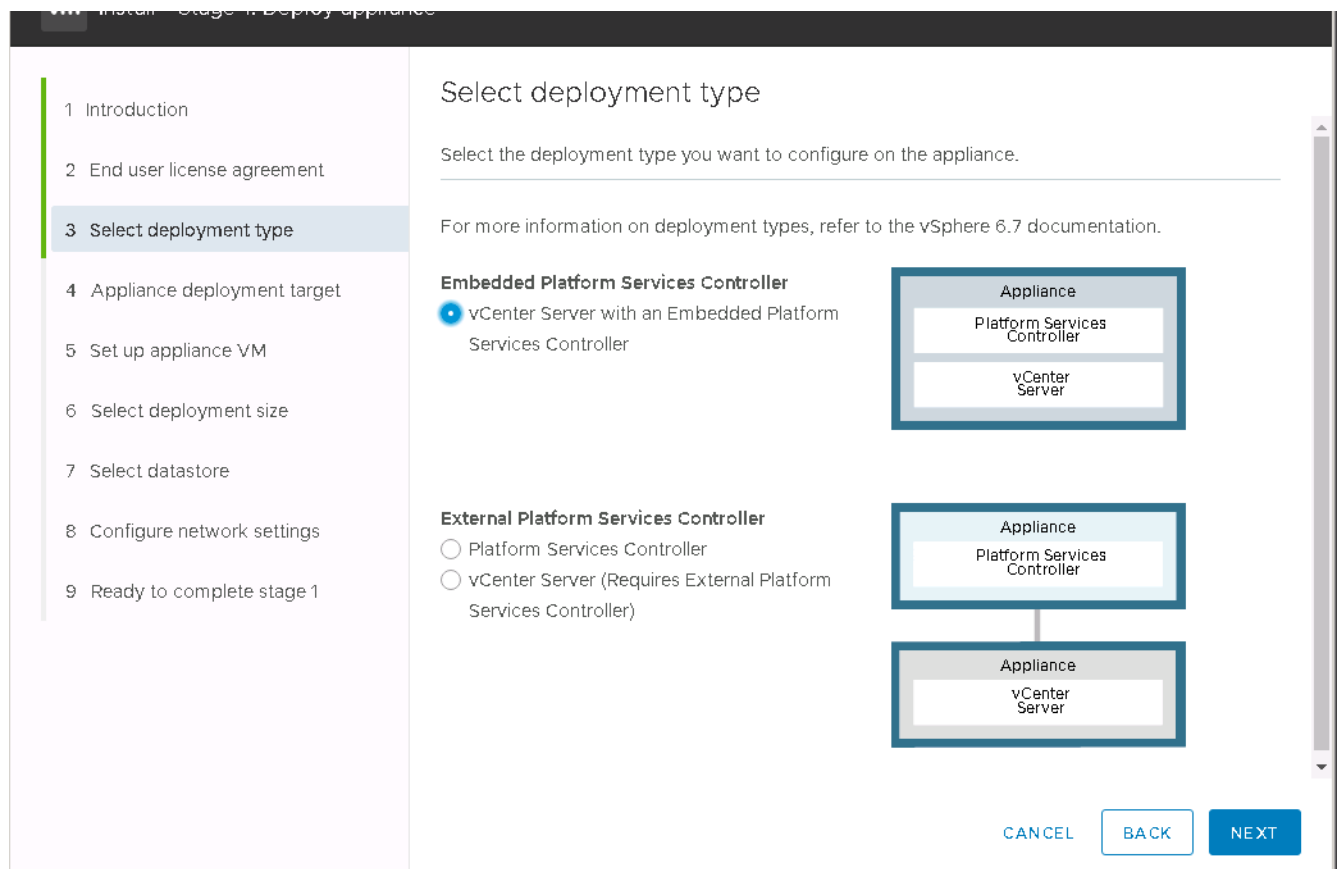 Install - Stage 1: Deploy appliance
1 Introduction
2 End user license agreement
3 Select deployment type
4 Appliance deployment target
5 Set up appliance VM
6 Select deployment size
7 Select datastore
8 Configure network settings
9 Ready to complete stage 1
Select deployment type
Select the deployment type you want to configure on the appliance.
For more information on deployment types, refer to the vSphere 6.7 documentation.
Embedded Platform Services Controller
vCenter Server with an Embedded Platform
Services Controller
Appliance
Platform Services
Controller
vCenter
Server
External Platform Services Controller
Platform Services Controller
vCenter Server (Requires External Platform
Services Controller)
Appliance
Platform Services
Controller
Appliance
vCenter
Server
CANCEL
BACK
NEXT